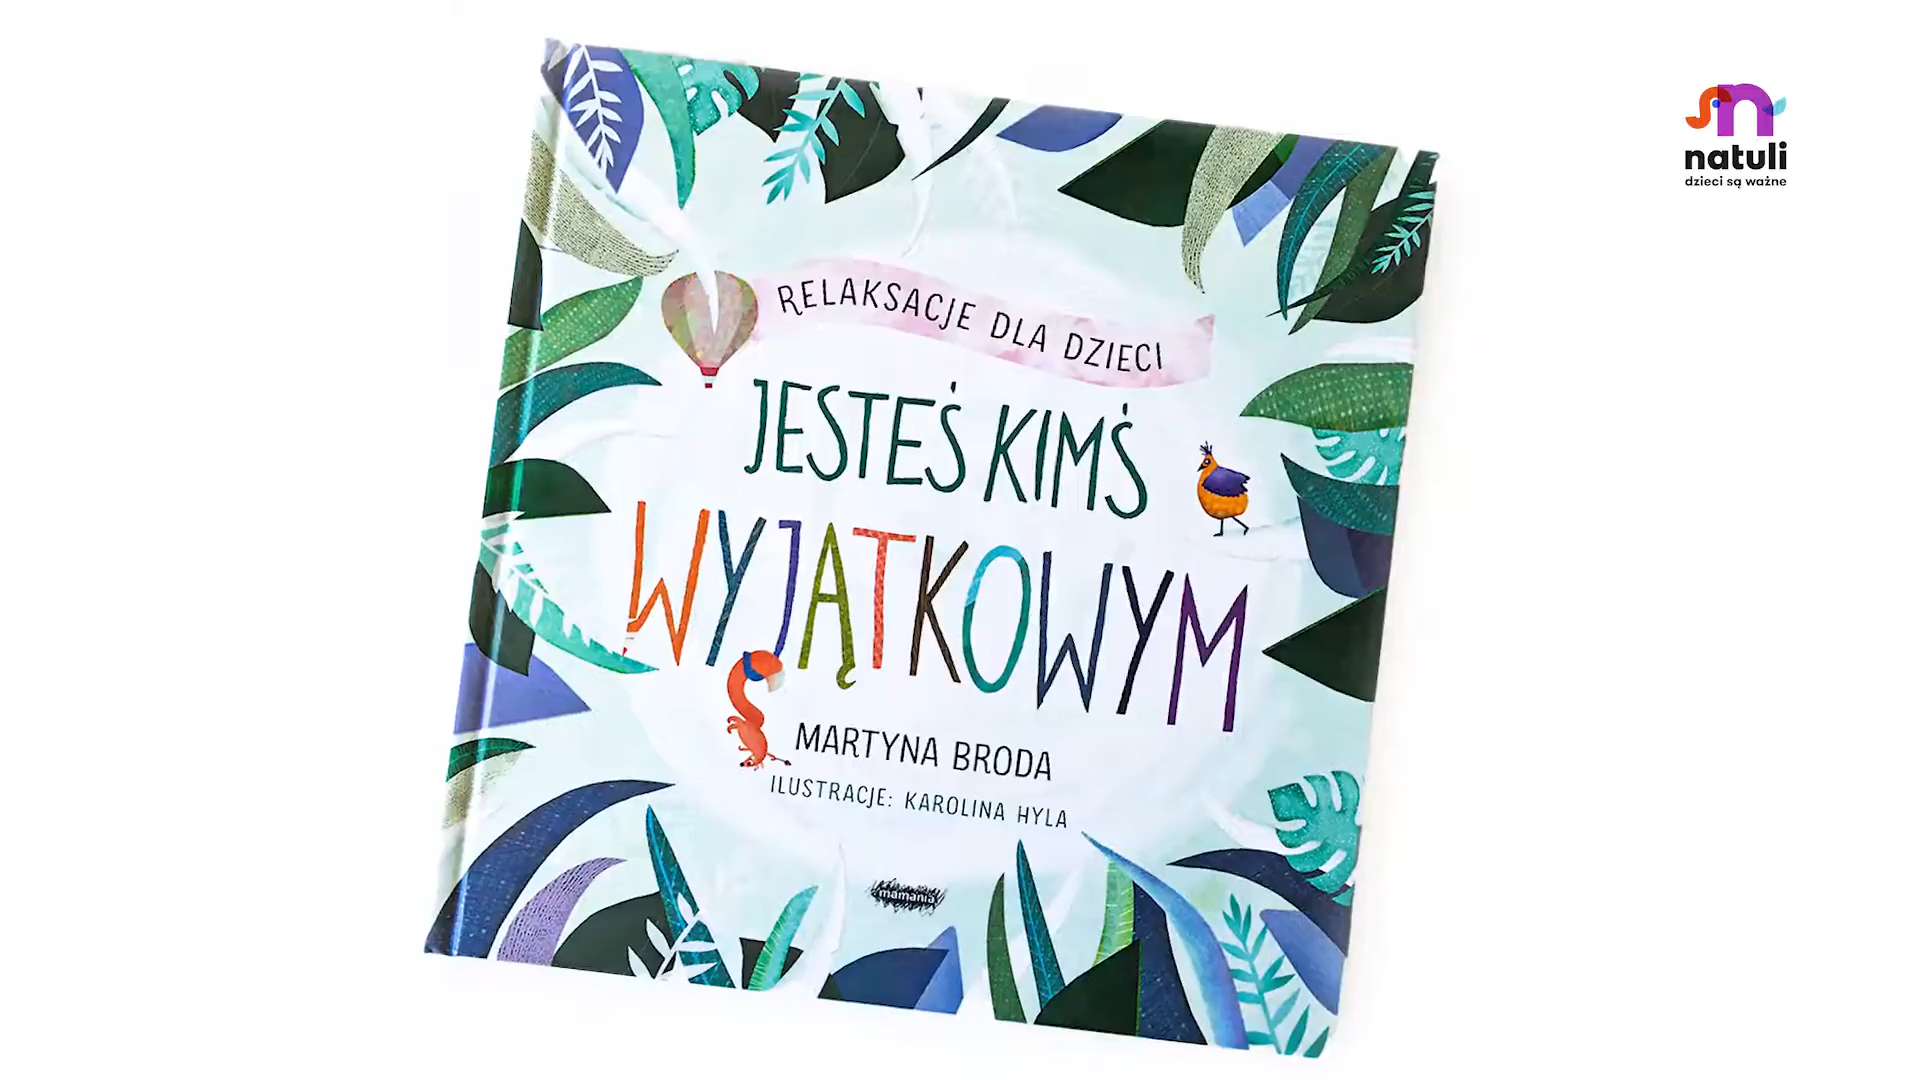 RELAKSACJE DLA DZIECI
JESTEŚ KIMŚ
WYJĄTKOWYM
MARTYNA BRODA
ILUSTRACJE: KAROLINA HYLA
mamania
natuli
dzieci są ważne